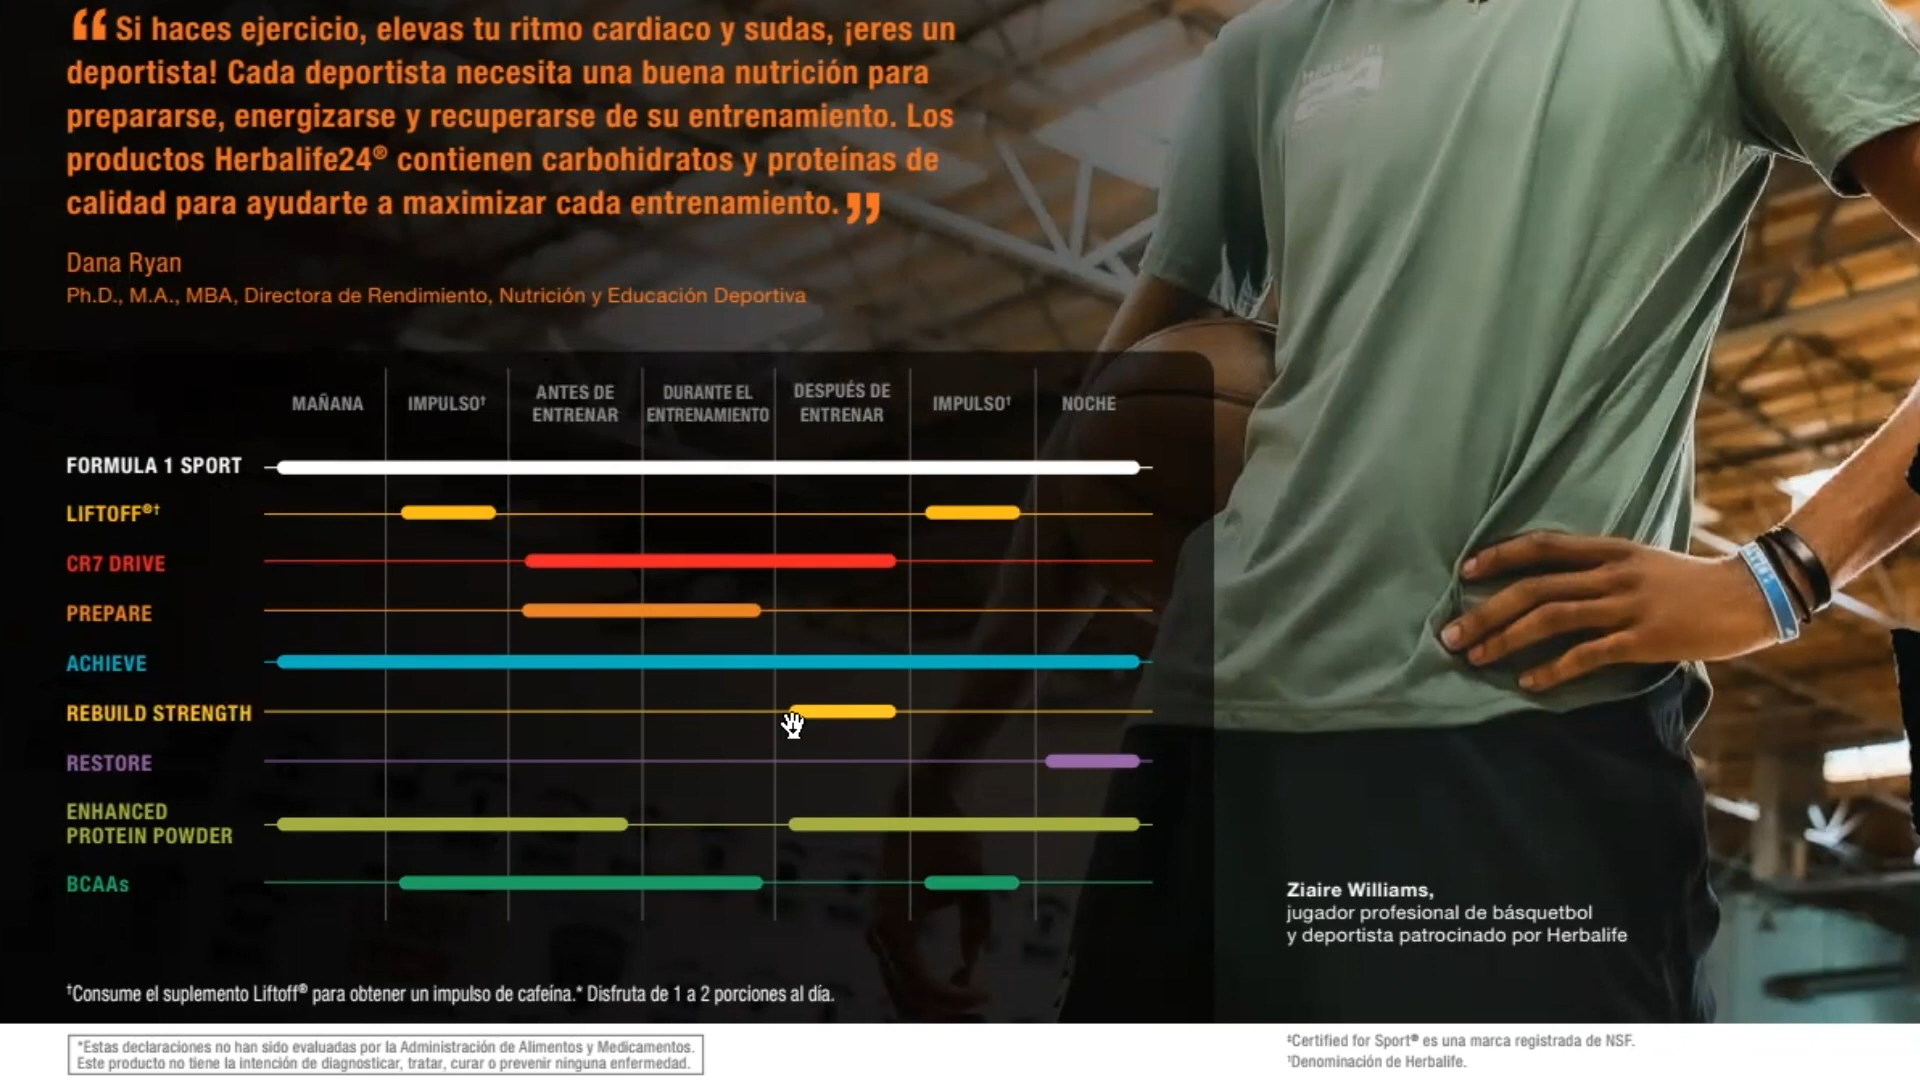 “Si haces ejercicio, elevas tu ritmo cardiaco y sudas, ¡eres un
deportista! Cada deportista necesita una buena nutrición para
prepararse, energizarse y recuperarse de su entrenamiento. Los
productos Herbalife24® contienen carbohidratos y proteínas de
calidad para ayudarte a maximizar cada entrenamiento.”
Dana Ryan
Ph.D., M.A., MBA, Directora de Rendimiento, Nutrición y Educación Deportiva
MAÑANA
IMPULSO†
ANTES DE
ENTRENAR
DURANTE EL
ENTRENAMIENTO
DESPUÉS DE
ENTRENAR
IMPULSO†
NOCHE
FORMULA 1 SPORT
LIFTOFF®†
CR7 DRIVE
PREPARE
ACHIEVE
REBUILD STRENGTH
RESTORE
ENHANCED
PROTEIN POWDER
BCAAs
Ziaire Williams,
jugador profesional de básquetbol
y deportista patrocinado por Herbalife
†Consume el suplemento Liftoff® para obtener un impulso de cafeína.* Disfruta de 1 a 2 porciones al día.
*Estas declaraciones no han sido evaluadas por la Administración de Alimentos y Medicamentos.
Este producto no tiene la intención de diagnosticar, tratar, curar o prevenir ninguna enfermedad.
‡Certified for Sport® es una marca registrada de NSF.
†Denominación de Herbalife.